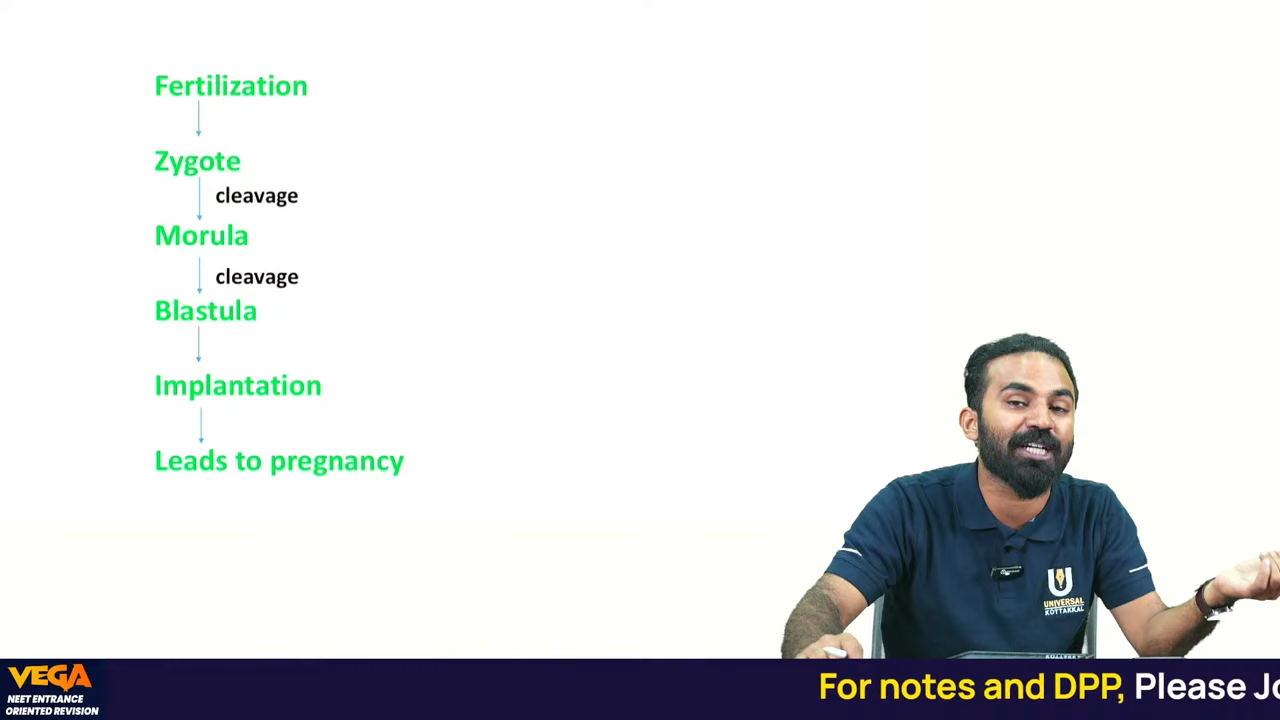 Fertilization
Zygote
cleavage
Morula
cleavage
Blastula
Implantation
Leads to pregnancy
U
UNIVERSAL
KOTTAKKAL
VEGA
NEET ENTRANCE
ORIENTED REVISION
For notes and DPP, Please Jo